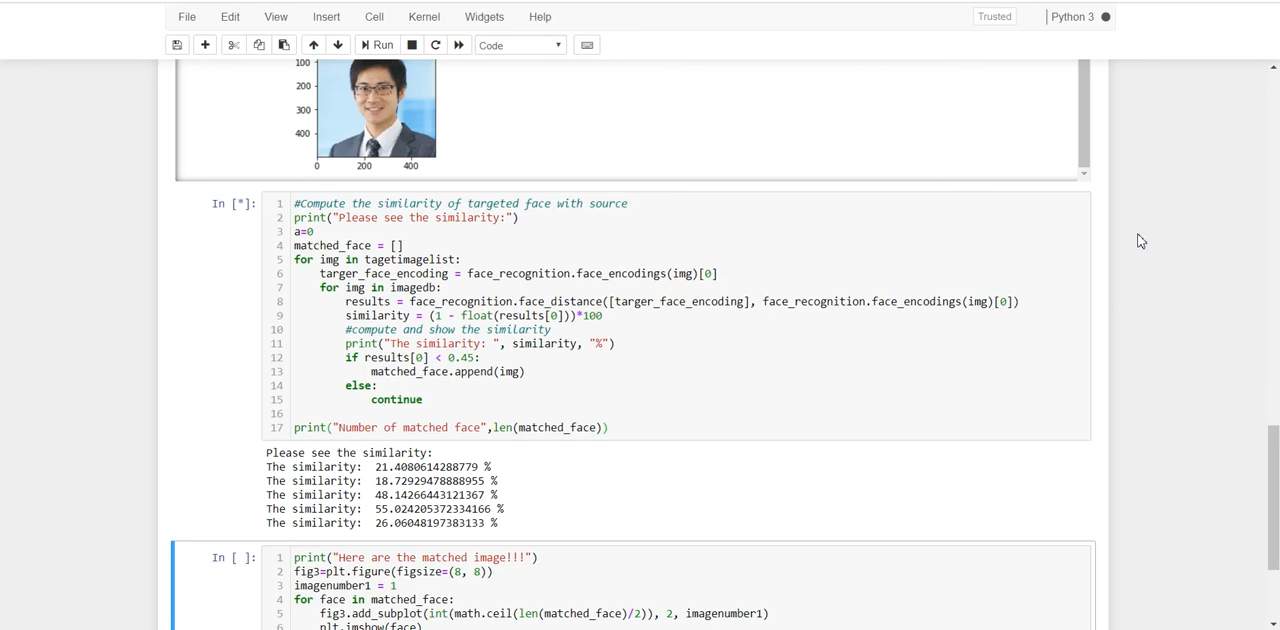 File Edit View Insert Cell Kernel Widgets Help Trusted Python 3
Run Code
100
200
300
400
0 200 400
In [*]:
1 #Compute the similarity of targeted face with source
2 print("Please see the similarity:")
3 a=0
4 matched_face = []
5 for img in tagetimagelist:
6 targer_face_encoding = face_recognition.face_encodings(img)[0]
7 for img in imagedb:
8 results = face_recognition.face_distance([targer_face_encoding], face_recognition.face_encodings(img)[0])
9 similarity = (1 - float(results[0]))*100
10 #compute and show the similarity
11 print("The similarity: ", similarity, "%")
12 if results[0] < 0.45:
13 matched_face.append(img)
14 else:
15 continue
16
17 print("Number of matched face",len(matched_face))
Please see the similarity:
The similarity: 21.4080614288779 %
The similarity: 18.72929478888955 %
The similarity: 48.14266443121367 %
The similarity: 55.024205372334166 %
The similarity: 26.06048197383133 %
In [ ]:
1 print("Here are the matched image!!!")
2 fig3=plt.figure(figsize=(8, 8))
3 imagenumber1 = 1
4 for face in matched_face:
5 fig3.add_subplot(int(math.ceil(len(matched_face)/2)), 2, imagenumber1)
6 plt.imshow(face)